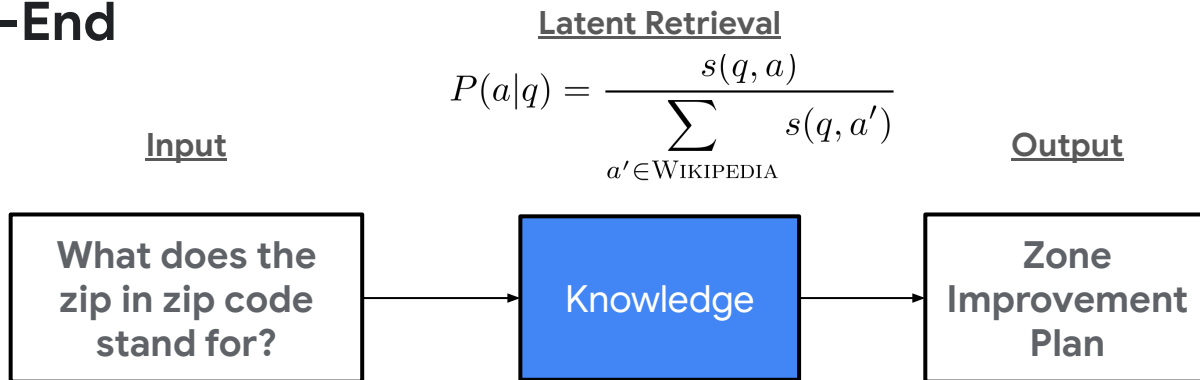 -End
Latent Retrieval
P(a|q) = s(q, a) / ∑ a′∈WIKIPEDIA s(q, a′)
Input
Output
What does the
zip in zip code
stand for?
Knowledge
Zone
Improvement
Plan